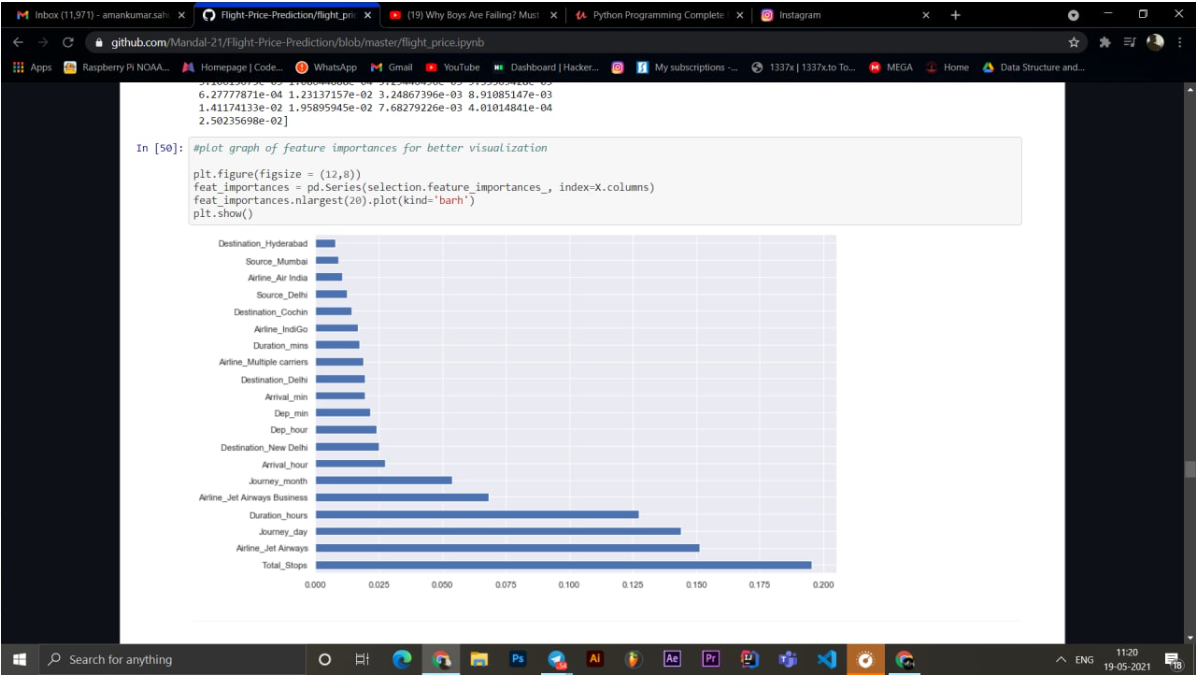 Inbox (11,971) - amankumar.sahu
Flight-Price-Prediction/flight_pric
(19) Why Boys Are Failing? Must
Python Programming Complete
Instagram
github.com/Mandal-21/Flight-Price-Prediction/blob/master/flight_price.ipynb
Apps
Raspberry Pi NOAA...
Homepage | Code...
WhatsApp
Gmail
YouTube
Dashboard | Hacker...
My subscriptions -...
1337x | 1337x.to To...
MEGA
Home
Data Structure and...
6.27777871e-04 1.23137157e-02 3.24867396e-03 8.91085147e-03
1.41174133e-02 1.95895945e-02 7.68279226e-03 4.01014841e-04
2.50235698e-02]
In [50]: #plot graph of feature importances for better visualization
plt.figure(figsize = (12,8))
feat_importances = pd.Series(selection.feature_importances_, index=X.columns)
feat_importances.nlargest(20).plot(kind='barh')
plt.show()
Destination_Hyderabad
Source_Mumbai
Airline_Air India
Source_Delhi
Destination_Cochin
Airline_IndiGo
Duration_mins
Airline_Multiple carriers
Destination_Delhi
Arrival_min
Dep_min
Dep_hour
Destination_New Delhi
Arrival_hour
Journey_month
Airline_Jet Airways Business
Duration_hours
Journey_day
Airline_Jet Airways
Total_Stops
0.000 0.025 0.050 0.075 0.100 0.125 0.150 0.175 0.200
Search for anything
Ps
Ai
Ae
Pr
ENG
11:20
19-05-2021
18